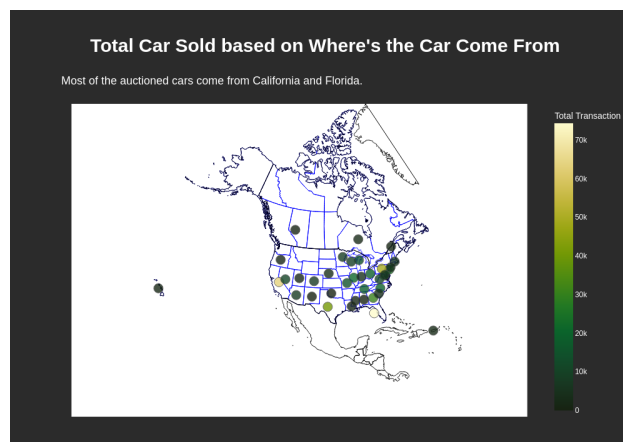 Total Car Sold based on Where's the Car Come From
Most of the auctioned cars come from California and Florida.
Total Transaction
70k
60k
50k
40k
30k
20k
10k
0